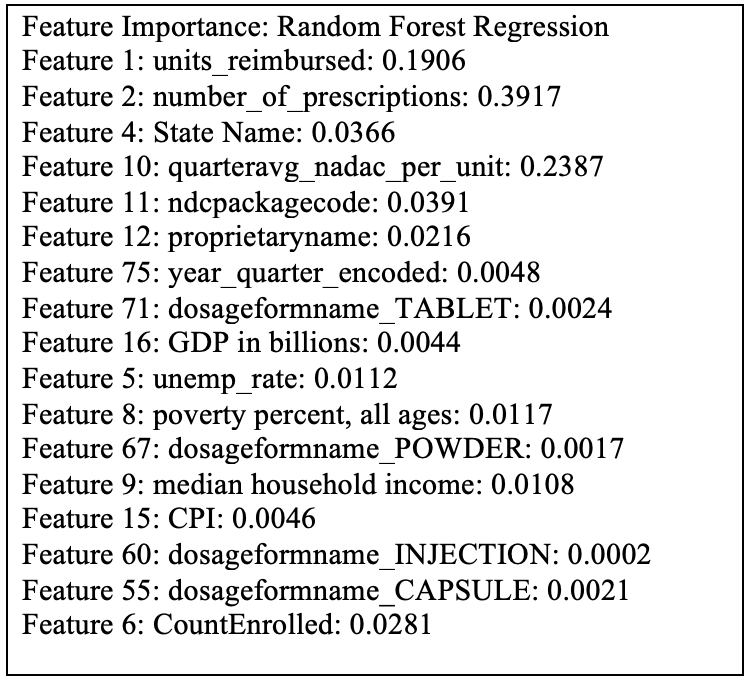 Feature Importance: Random Forest Regression
Feature 1: units_reimbursed: 0.1906
Feature 2: number_of_prescriptions: 0.3917
Feature 4: State Name: 0.0366
Feature 10: quarteravg_nadac_per_unit: 0.2387
Feature 11: ndcpackagecode: 0.0391
Feature 12: proprietaryname: 0.0216
Feature 75: year_quarter_encoded: 0.0048
Feature 71: dosageformname_TABLET: 0.0024
Feature 16: GDP in billions: 0.0044
Feature 5: unemp_rate: 0.0112
Feature 8: poverty percent, all ages: 0.0117
Feature 67: dosageformname_POWDER: 0.0017
Feature 9: median household income: 0.0108
Feature 15: CPI: 0.0046
Feature 60: dosageformname_INJECTION: 0.0002
Feature 55: dosageformname_CAPSULE: 0.0021
Feature 6: CountEnrolled: 0.0281